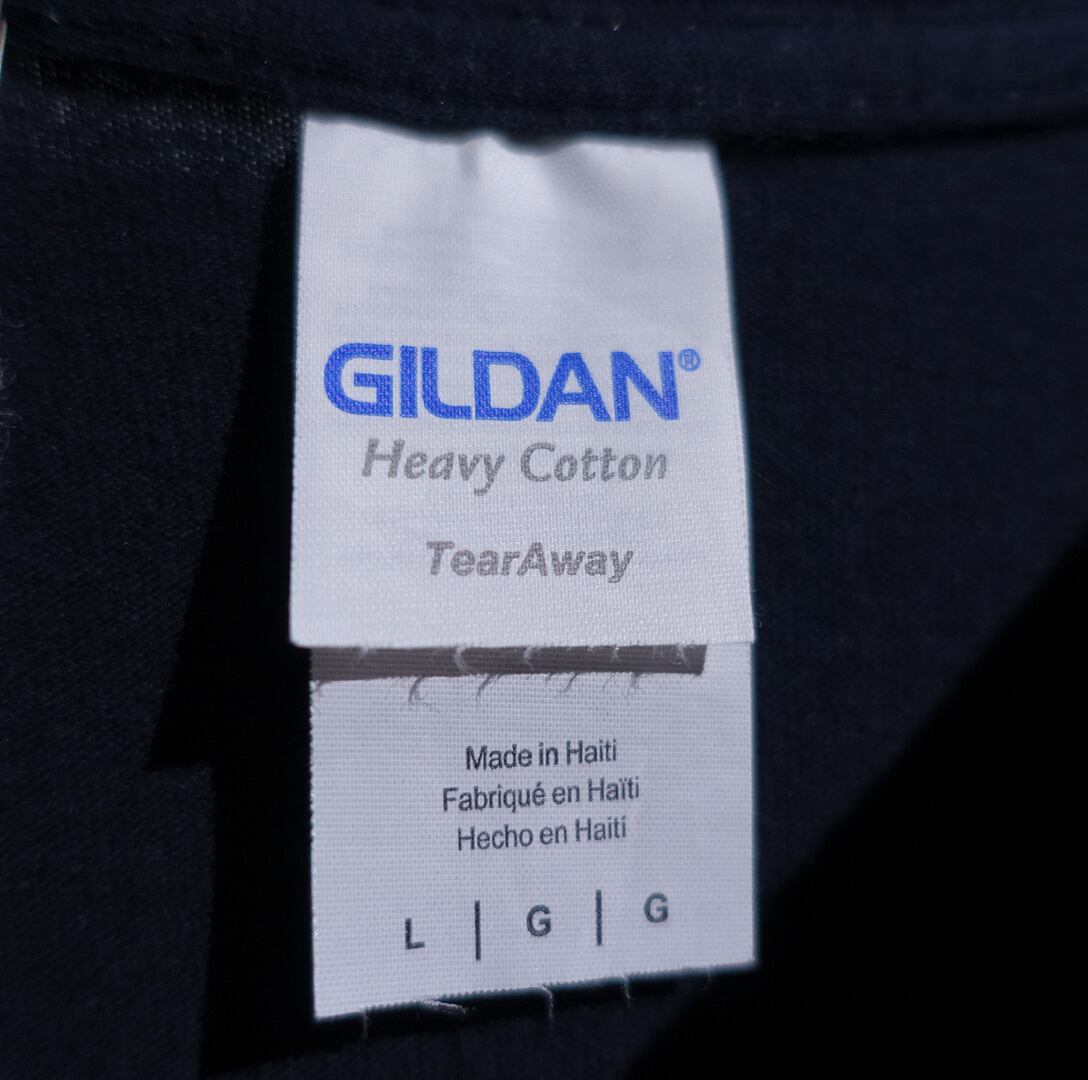 GILDAN®
Heavy Cotton
TearAway
Made in Haiti
Fabriqué en Haïti
Hecho en Haití
L | G | G